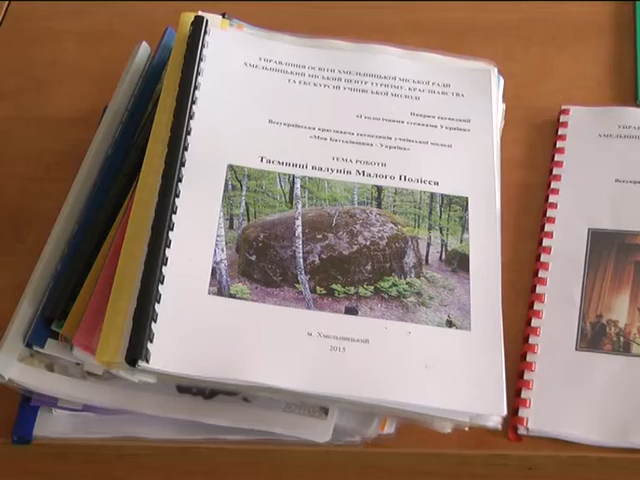 УПРАВЛІННЯ ОСВІТИ ХМЕЛЬНИЦЬКОЇ МІСЬКОЇ РАДИ
ХМЕЛЬНИЦЬКИЙ МІСЬКИЙ ЦЕНТР ТУРИЗМУ, КРАЄЗНАВСТВА
ТА ЕКСКУРСІЙ УЧНІВСЬКОЇ МОЛОДІ
Напрям експедиції
«Геологічними стежками України»
Всеукраїнська краєзнавча експедиція учнівської молоді
«Моя Батьківщина - Україна»
ТЕМА РОБОТИ
Таємниці валунів Малого Полісся
м. Хмельницький
2015